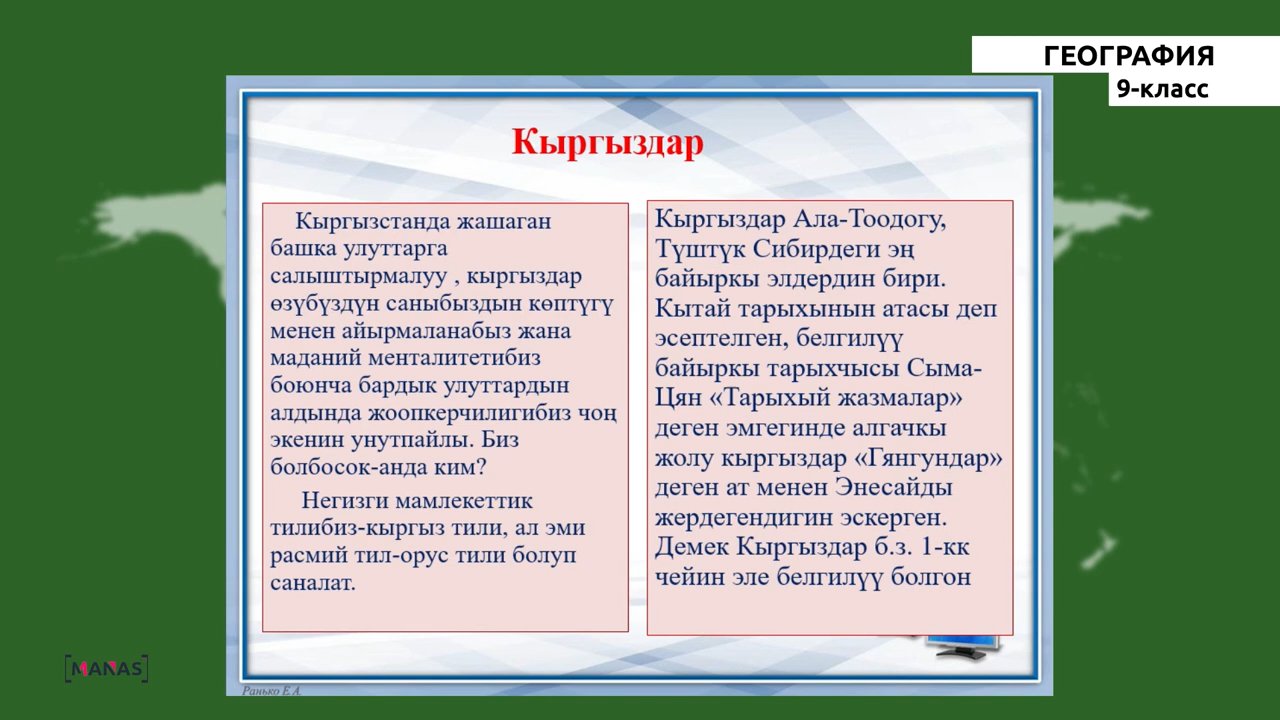 ГЕОГРАФИЯ
9-класс
Кыргыздар
Кыргызстанда жашаган
башка улуттарга
салыштырмалуу , кыргыздар
өзүбүздүн саныбыздын көптүгү
менен айырмаланабыз жана
маданий менталитетибиз
боюнча бардык улуттардын
алдында жоопкерчилигибиз чоң
экенин унутпайлы. Биз
болбосок-анда ким?
Негизги мамлекеттик
тилибиз-кыргыз тили, ал эми
расмий тил-орус тили болуп
саналат.
Кыргыздар Ала-Тоодогу,
Түштүк Сибирдеги эң
байыркы элдердин бири.
Кытай тарыхынын атасы деп
эсептелген, белгилүү
байыркы тарыхчысы Сыма-
Цян «Тарыхый жазмалар»
деген эмгегинде алгачкы
жолу кыргыздар «Гянгундар»
деген ат менен Энесайды
жердегендигин эскерген.
Демек Кыргыздар б.з. 1-кк
чейин эле белгилүү болгон
[MANAS]
Ранько Е.А.